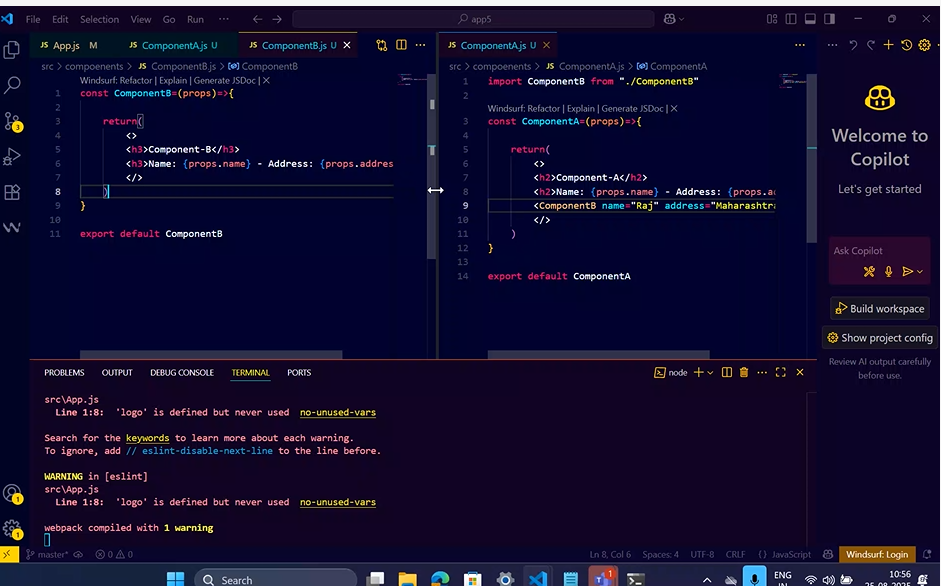 File Edit Selection View Go Run ··· ← → app5
JS App.js M JS ComponentA.js U JS ComponentB.js U ×
src > compoenents > JS ComponentB.js > ComponentB
Windsurf: Refactor | Explain | Generate JSDoc | ×
1 const ComponentB=(props)=>{
2
3 return(
4 <>
5 <h3>Component-B</h3>
6 <h3>Name: {props.name} - Address: {props.addres
7 </>
8 )
9 }
10
11 export default ComponentB
JS ComponentA.js U ×
src > compoenents > JS ComponentA.js > ComponentA
1 import ComponentB from "./ComponentB"
2
Windsurf: Refactor | Explain | Generate JSDoc | ×
3 const ComponentA=(props)=>{
4
5 return(
6 <>
7 <h2>Component-A</h2>
8 <h2>Name: {props.name} - Address: {props.ad
9 <ComponentB name="Raj" address="Maharashtra
10 </>
11 )
12 }
13
14 export default ComponentA
Welcome to
Copilot
Let's get started
Ask Copilot
Build workspace
Show project config
Review AI output carefully
before use.
PROBLEMS OUTPUT DEBUG CONSOLE TERMINAL PORTS
node
src\App.js
Line 1:8: 'logo' is defined but never used no-unused-vars
Search for the keywords to learn more about each warning.
To ignore, add // eslint-disable-next-line to the line before.
WARNING in [eslint]
src\App.js
Line 1:8: 'logo' is defined but never used no-unused-vars
webpack compiled with 1 warning
3
1
1
master* 0 0 Ln 8, Col 6 Spaces: 4 UTF-8 CRLF {} JavaScript Windsurf: Login
Search
1
ENG
IN
10:56
25-08-2025